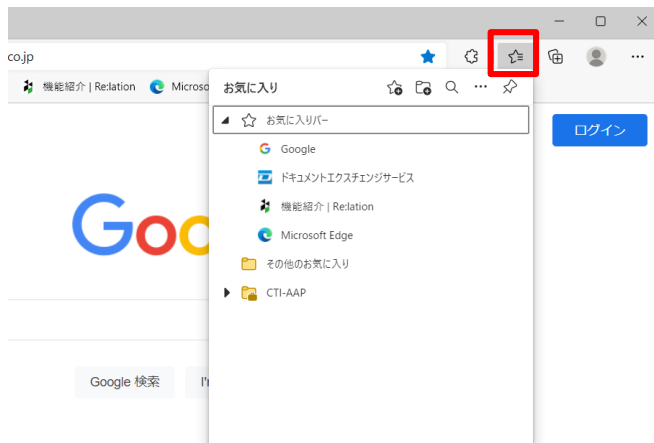 co.jp
機能紹介 | Re:lation Microso
お気に入り
お気に入りバー
Google
ドキュメントエクスチェンジサービス
機能紹介 | Re:lation
Microsoft Edge
その他のお気に入り
CTI-AAP
ログイン
Goo
Google 検索 I'